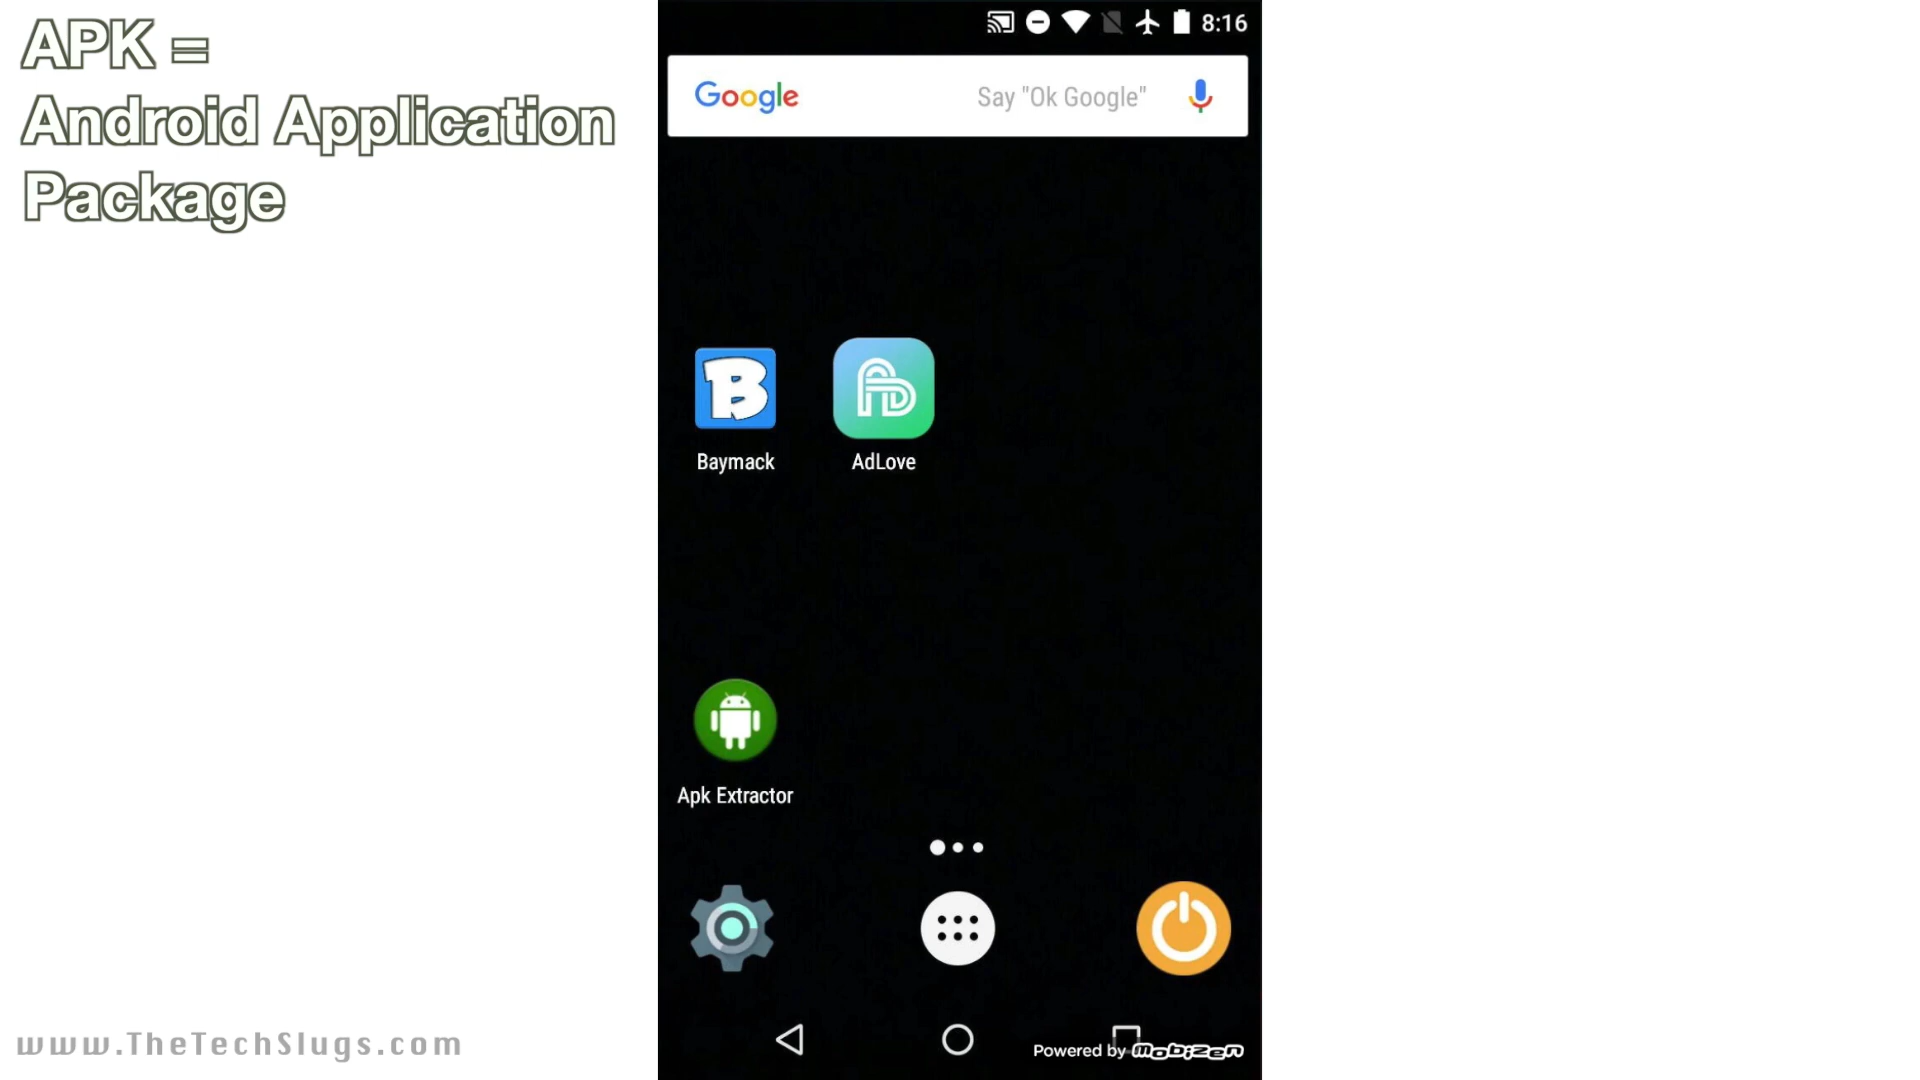 APK =
Android Application
Package
8:16
Google Say "Ok Google"
B AD
Baymack AdLove
Apk Extractor
www.TheTechSlugs.com
Powered by mobizen